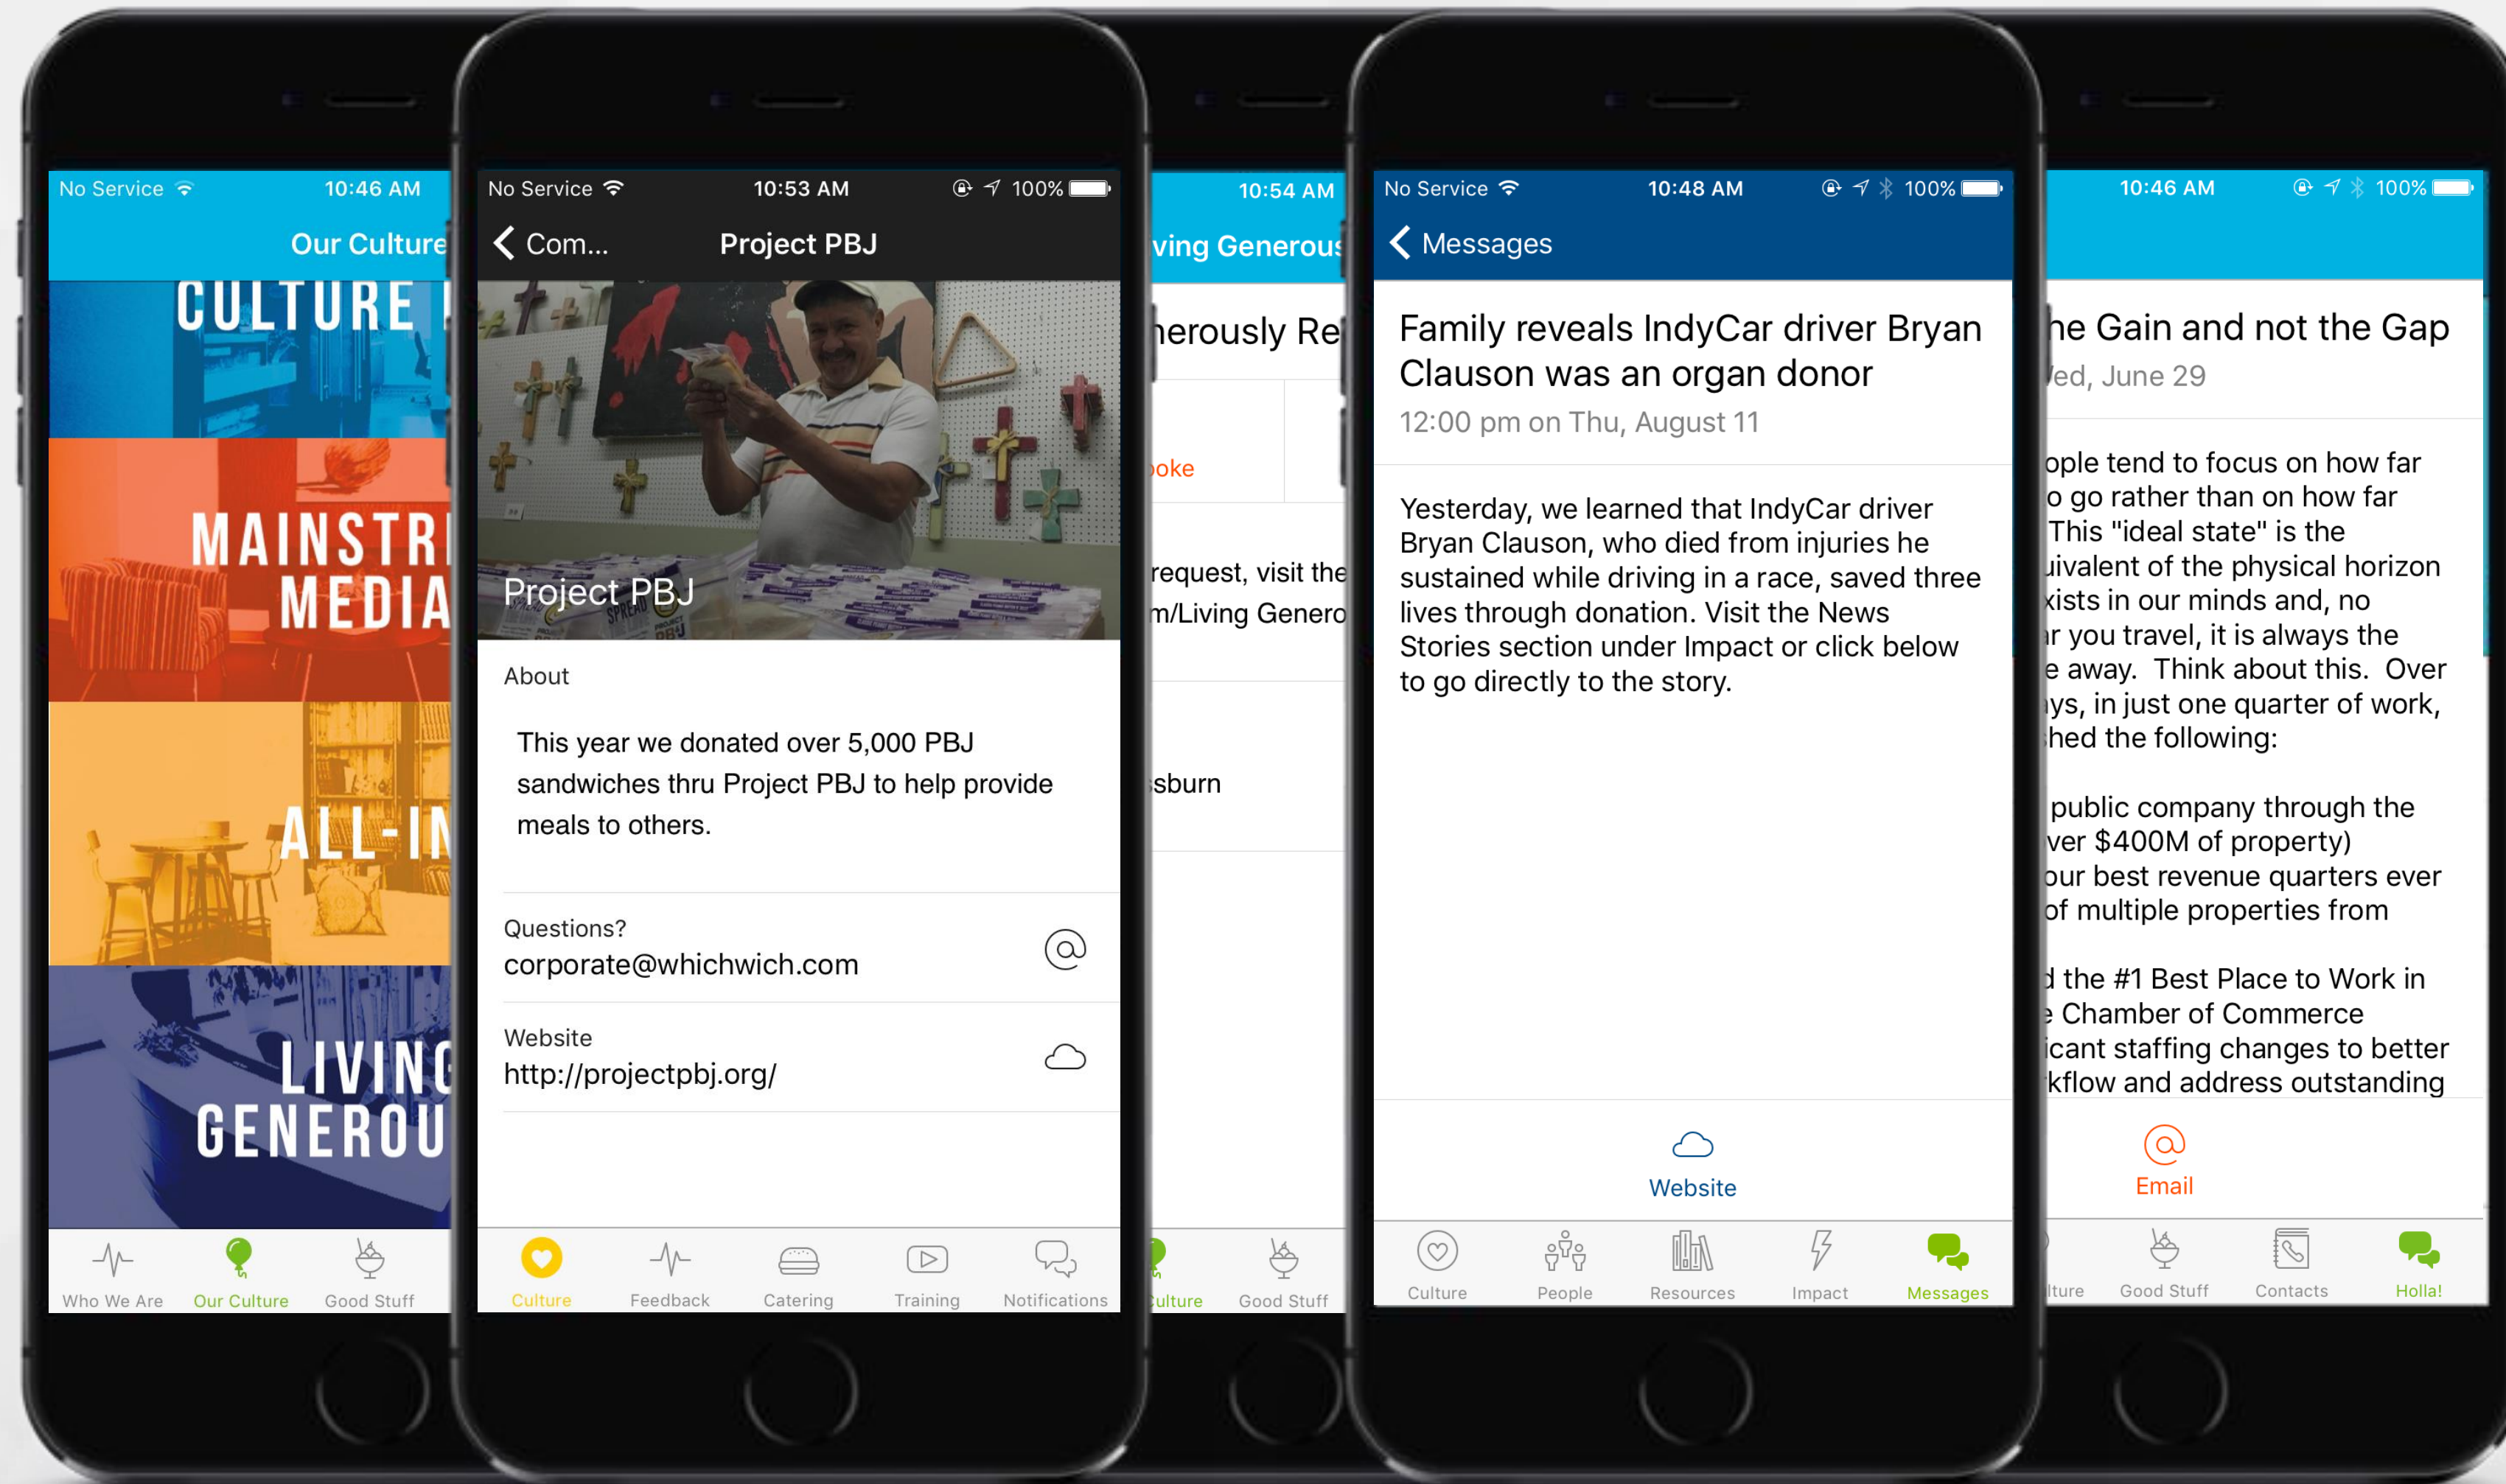 No Service
10:46 AM
Our Culture
CULTURE
MAINSTR
MEDIA
ALL-IN
LIVING
GENEROU
Who We Are
Our Culture
Good Stuff
No Service
10:53 AM
100%
Com...
Project PBJ
Project PBJ
SPREAD
PROJECT
PB&J
About
This year we donated over 5,000 PBJ
sandwiches thru Project PBJ to help provide
meals to others.
Questions?
corporate@whichwich.com
Website
http://projectpbj.org/
Culture
Feedback
Catering
Training
Notifications
10:54 AM
ving Generous
nerously Re
oke
request, visit the
m/Living Genero
ssburn
ulture
Good Stuff
No Service
10:48 AM
100%
Messages
Family reveals IndyCar driver Bryan
Clauson was an organ donor
12:00 pm on Thu, August 11
Yesterday, we learned that IndyCar driver
Bryan Clauson, who died from injuries he
sustained while driving in a race, saved three
lives through donation. Visit the News
Stories section under Impact or click below
to go directly to the story.
Website
Culture
People
Resources
Impact
Messages
10:46 AM
100%
he Gain and not the Gap
ed, June 29
ople tend to focus on how far
o go rather than on how far
This "ideal state" is the
uivalent of the physical horizon
xists in our minds and, no
ar you travel, it is always the
e away. Think about this. Over
ays, in just one quarter of work,
shed the following:
public company through the
ver $400M of property)
our best revenue quarters ever
of multiple properties from
d the #1 Best Place to Work in
e Chamber of Commerce
icant staffing changes to better
kflow and address outstanding
Email
lture
Good Stuff
Contacts
Holla!